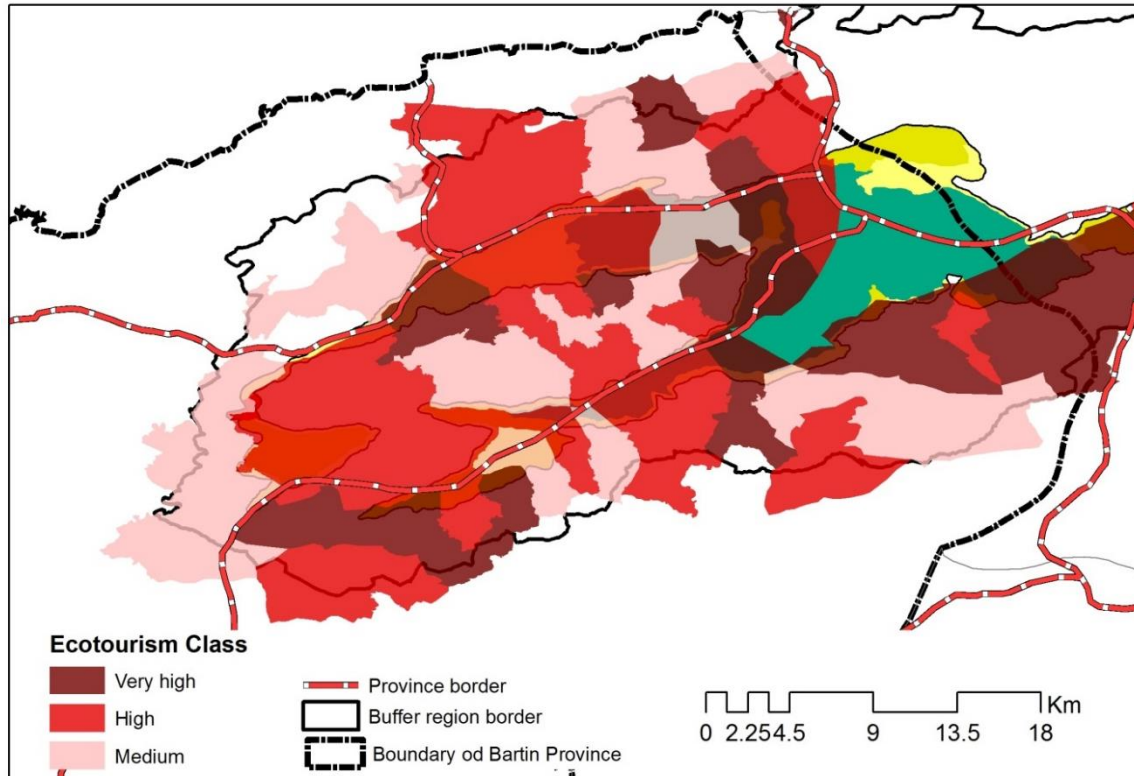 Ecotourism Class
Very high
High
Medium
Province border
Buffer region border
Boundary od Bartin Province
0 2.254.5 9 13.5 18 Km